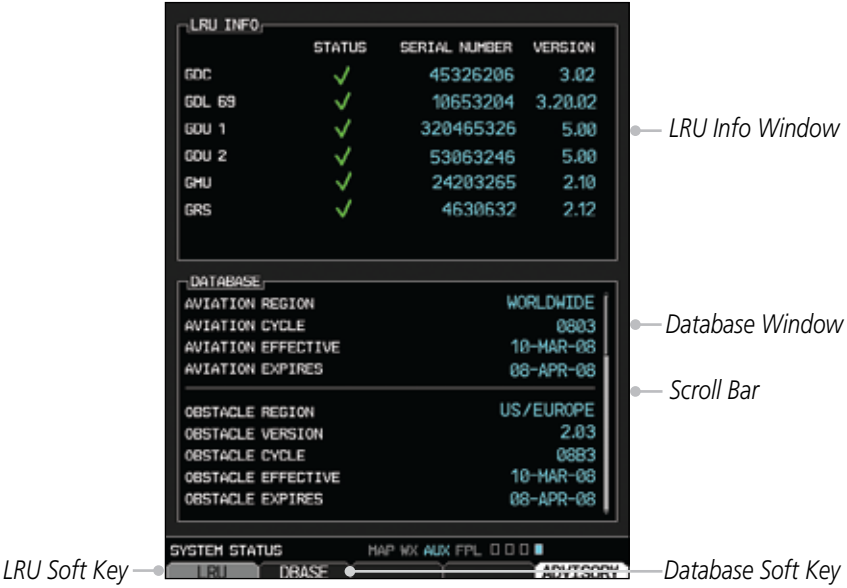 LRU INFO
STATUS SERIAL NUMBER VERSION
GDC 45326206 3.02
GDL 69 10653204 3.20.02
GDU 1 320465326 5.00
LRU Info Window
GDU 2 53063246 5.00
GMU 24203265 2.10
GRS 4630632 2.12
DATABASE
AVIATION REGION WORLDWIDE
AVIATION CYCLE 0803
Database Window
AVIATION EFFECTIVE 10-MAR-08
AVIATION EXPIRES 08-APR-08
Scroll Bar
OBSTACLE REGION US/EUROPE
OBSTACLE VERSION 2.03
OBSTACLE CYCLE 08B3
OBSTACLE EFFECTIVE 10-MAR-08
OBSTACLE EXPIRES 08-APR-08
SYSTEM STATUS MAP WX AUX FPL
LRU Soft Key
LRU DBASE ADVISORY
Database Soft Key